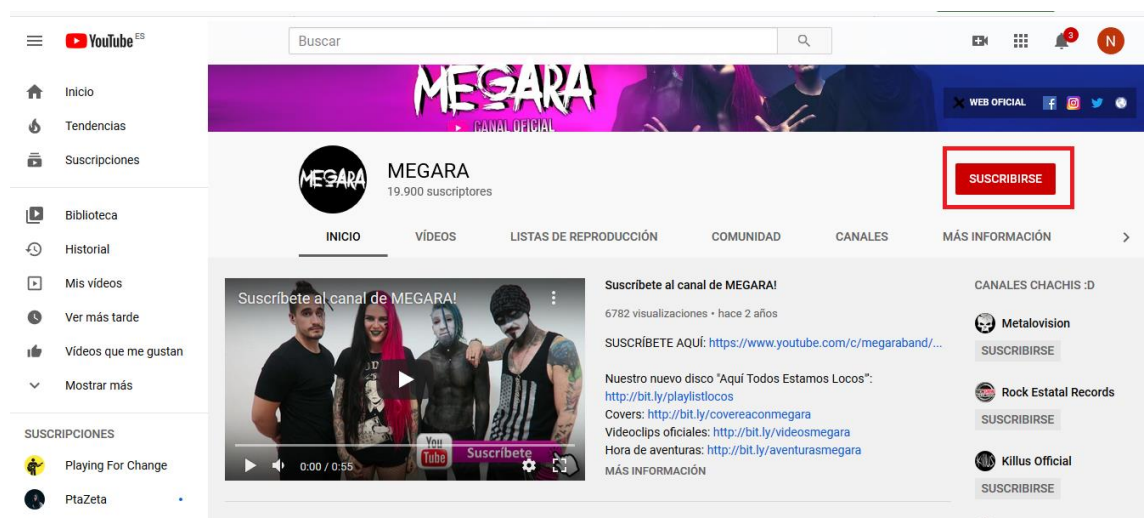 YouTube ES
Buscar
3
N
Inicio
Tendencias
Suscripciones
Biblioteca
Historial
Mis vídeos
Ver más tarde
Vídeos que me gustan
Mostrar más
SUSCRIPCIONES
Playing For Change
PtaZeta
MEGARA
CANAL OFICIAL
WEB OFICIAL
MEGARA
MEGARA
19.900 suscriptores
SUSCRIBIRSE
INICIO VÍDEOS LISTAS DE REPRODUCCIÓN COMUNIDAD CANALES MÁS INFORMACIÓN
Suscríbete al canal de MEGARA!
You
Tube
Suscríbete
0:00 / 0:55
Suscríbete al canal de MEGARA!
6782 visualizaciones • hace 2 años
SUSCRÍBETE AQUÍ: https://www.youtube.com/c/megaraband/...
Nuestro nuevo disco "Aquí Todos Estamos Locos":
http://bit.ly/playlistlocos
Covers: http://bit.ly/covereaconmegara
Videoclips oficiales: http://bit.ly/videosmegara
Hora de aventuras: http://bit.ly/aventurasmegara
MÁS INFORMACIÓN
CANALES CHACHIS :D
Metalovision
SUSCRIBIRSE
Rock Estatal Records
SUSCRIBIRSE
Killus Official
SUSCRIBIRSE